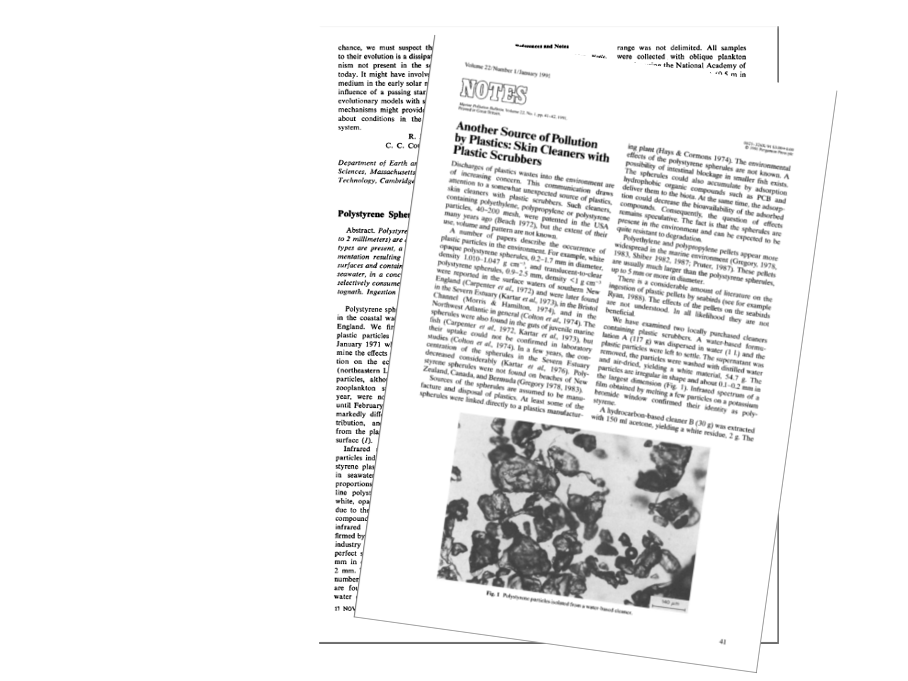 chance, we must suspect th
to their evolution is a dissipa
nism not present in the s
today. It might have involv
medium in the early solar n
influence of a passing star
evolutionary models with s
mechanisms might provide
about conditions in the
system.
R.
C. C. Co
Department of Earth a
Sciences, Massachusetts
Technology, Cambridge
Polystyrene Spher
Abstract. Polystyre
to 2 millimeters) are
types are present, a
mentation resulting
surfaces and contain
seawater, in a conc
selectively consume
tognath. Ingestion
Polystyrene sph
in the coastal wa
England. We fi
plastic particles
January 1971 w
mine the effects
tion on the ec
(northeastern L
particles, altho
zooplankton s
year, were no
until February
markedly diff
tribution, an
from the pla
surface (1).
Infrared
particles ind
styrene plas
in seawater
proportions
line polyst
white, opa
due to the
compound
infrared
firmed by
industry
perfect s
mm in
2 mm.
number
are fou
water
17 NOV
range was not delimited. All samples
were collected with oblique plankton
the National Academy of
Volume 22/Number 1/January 1991
NOTES
Marine Pollution Bulletin, Volume 22, No. 1, pp. 41–42, 1991.
Printed in Great Britain.
Another Source of Pollution
by Plastics: Skin Cleaners with
Plastic Scrubbers
Discharges of plastics wastes into the environment are
of increasing concern. This communication draws
attention to a somewhat unexpected source of plastics,
skin cleaners with plastic scrubbers. Such cleaners,
containing polyethylene, polypropylene or polystyrene
particles, 40–200 mesh, were patented in the USA
many years ago (Beach 1972), but the extent of their
use, volume and pattern are not known.
A number of papers describe the occurrence of
plastic particles in the environment. For example, white
opaque polystyrene spherules, 0.2–1.7 mm in diameter,
density 1.010–1.047 g cm⁻³, and translucent-to-clear
polystyrene spherules, 0.9–2.5 mm, density <1 g cm⁻³
were reported in the surface waters of southern New
England (Carpenter et al., 1972) and were later found
in the Severn Estuary (Kartar et al., 1973), in the Bristol
Channel (Morris & Hamilton, 1974), and in the
Northwest Atlantic in general (Colton et al., 1974). The
spherules were also found in the guts of juvenile marine
fish (Carpenter et al., 1972, Kartar et al., 1973), but
their uptake could not be confirmed in laboratory
studies (Colton et al., 1974). In a few years, the con-
centration of the spherules in the Severn Estuary
decreased considerably (Kartar et al., 1976). Poly-
styrene spherules were not found on beaches of New
Zealand, Canada, and Bermuda (Gregory 1978, 1983).
Sources of the spherules are assumed to be manu-
facture and disposal of plastics. At least some of the
spherules were linked directly to a plastics manufactur-
ing plant (Hays & Cormons 1974). The environmental
effects of the polystyrene spherules are not known. A
possibility of intestinal blockage in smaller fish exists.
The spherules could also accumulate by adsorption
hydrophobic organic compounds such as PCB and
deliver them to the biota. At the same time, the adsorp-
tion could decrease the bioavailability of the adsorbed
compounds. Consequently, the question of effects
remains speculative. The fact is that the spherules are
present in the environment and can be expected to be
quite resistant to degradation.
Polyethylene and polypropylene pellets appear more
widespread in the marine environment (Gregory, 1978,
1983, Shiber 1982, 1987; Pruter, 1987). These pellets
are usually much larger than the polystyrene spherules,
up to 5 mm or more in diameter.
There is a considerable amount of literature on the
ingestion of plastic pellets by seabirds (see for example
Ryan, 1988). The effects of the pellets on the seabirds
are not understood. In all likelihood they are not
beneficial.
We have examined two locally purchased cleaners
containing plastic scrubbers. A water-based formu-
lation A (117 g) was dispersed in water (1 l) and the
plastic particles were left to settle. The supernatant was
removed, the particles were washed with distilled water
and air-dried, yielding a white material, 54.7 g. The
particles are irregular in shape and about 0.1–0.2 mm in
the largest dimension (Fig. 1). Infrared spectrum of a
film obtained by melting a few particles on a potassium
bromide window confirmed their identity as poly-
styrene.
A hydrocarbon-based cleaner B (30 g) was extracted
with 150 ml acetone, yielding a white residue, 2 g. The
Fig. 1 Polystyrene particles isolated from a water-based cleaner.
41